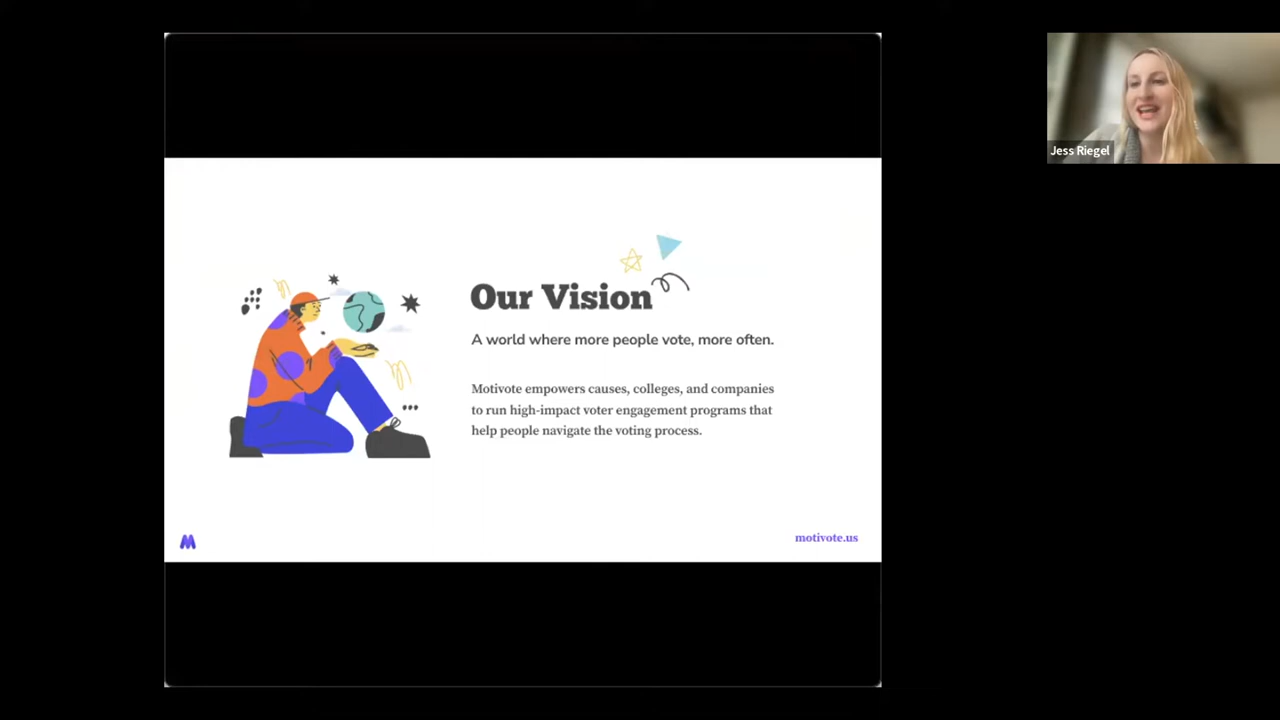 Jess Riegel
Our Vision
A world where more people vote, more often.
Motivote empowers causes, colleges, and companies
to run high-impact voter engagement programs that
help people navigate the voting process.
M
motivote.us